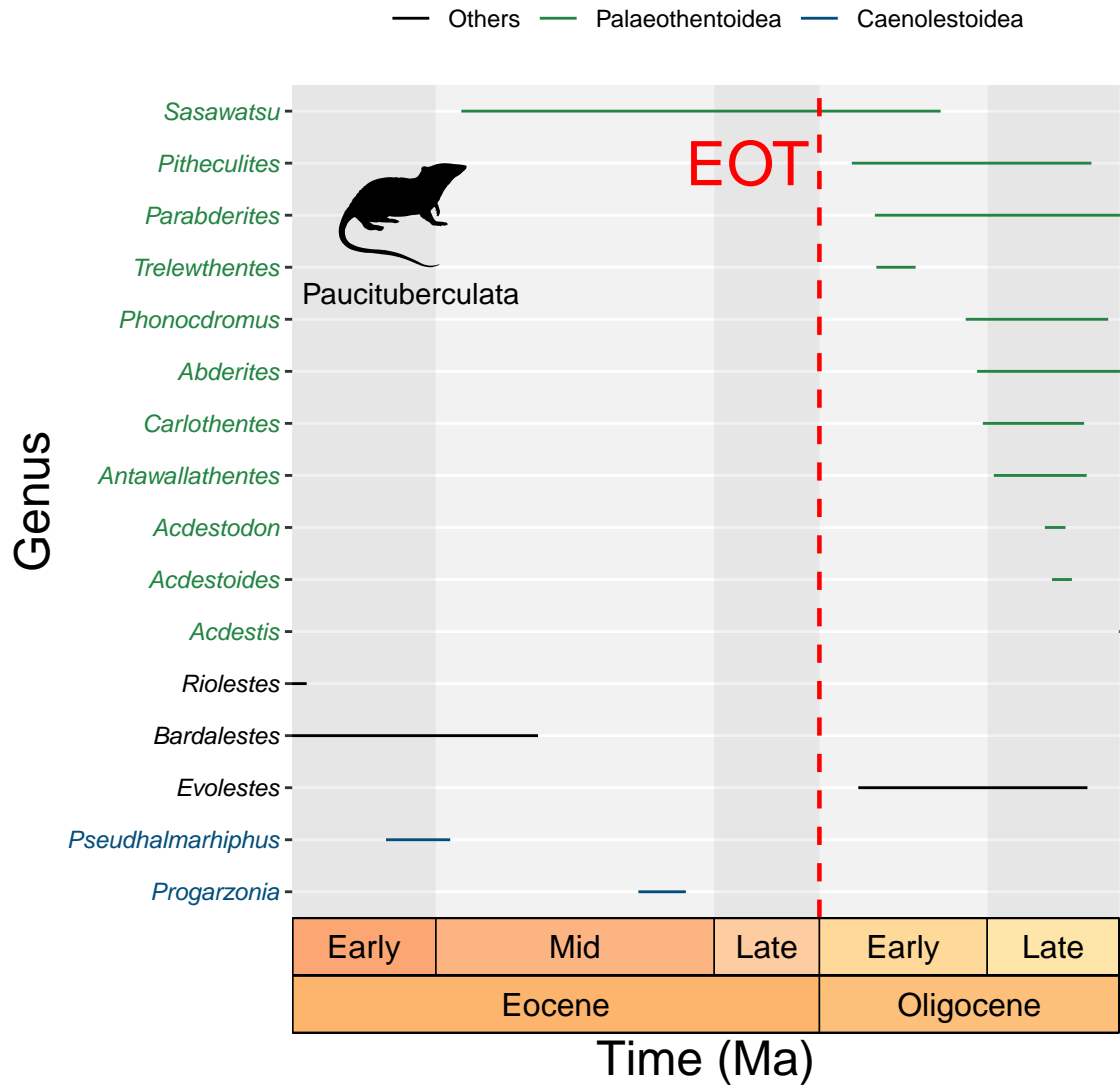 Others Palaeothentoidea Caenolestoidea
Sasawatsu
EOT
Pitheculites
Parabderites
Trelewthentes
Paucituberculata
Phonocdromus
Abderites
Carlothentes
Antawallathentes
Acdestodon
Acdestoides
Acdestis
Riolestes
Bardalestes
Evolestes
Pseudhalmarhiphus
Progarzonia
Genus
Early Mid Late Early Late
Eocene Oligocene
Time (Ma)